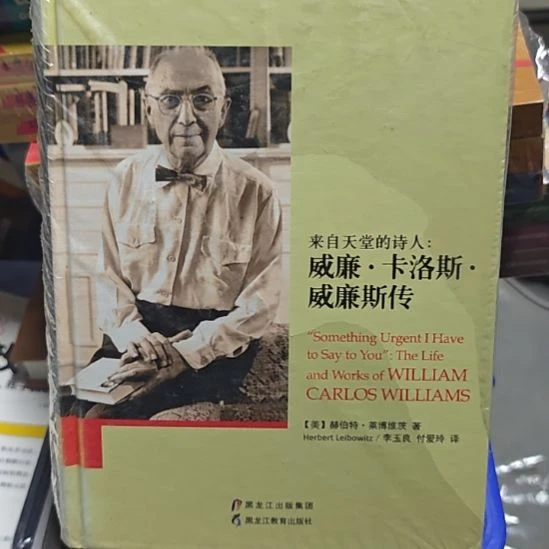 来自天堂的诗人:
威廉·卡洛斯·
威廉斯传
"Something Urgent I Have
to Say to You": The Life
and Works of WILLIAM
CARLOS WILLIAMS
【美】赫伯特·莱博维茨 著
Herbert Leibowitz / 李玉良 付爱玲 译
黑龙江出版集团
黑龙江教育出版社